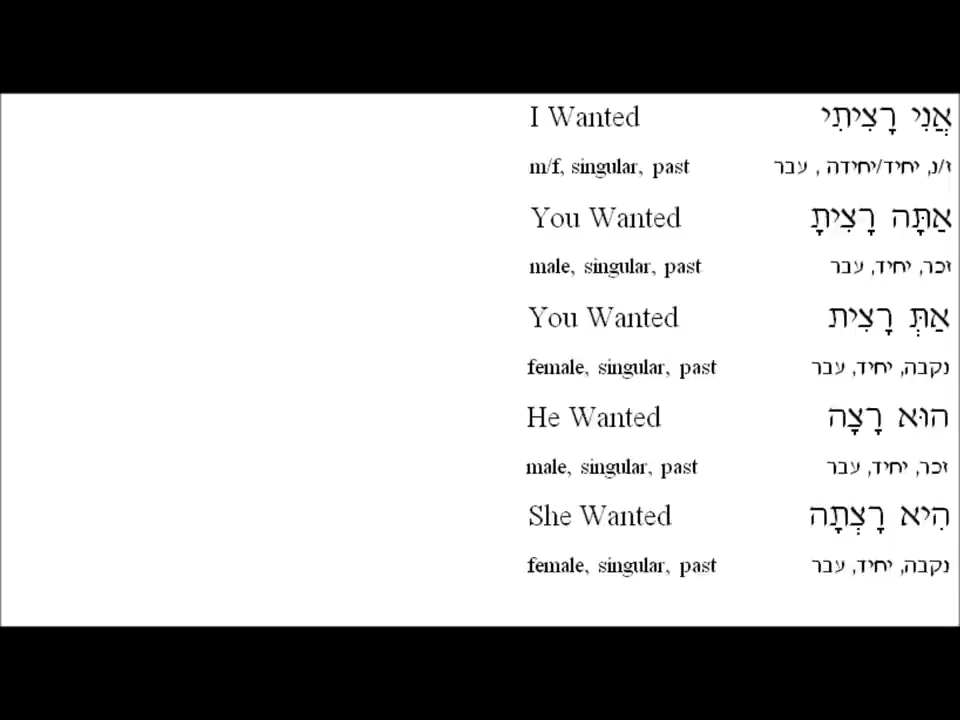 I Wanted אֲנִי רָצִיתִי
m/f, singular, past ז/נ, יחיד/יחידה , עבר
You Wanted אַתָּה רָצִיתָ
male, singular, past זכר, יחיד, עבר
You Wanted אַתְּ רָצִית
female, singular, past נקבה, יחיד, עבר
He Wanted הוּא רָצָה
male, singular, past זכר, יחיד, עבר
She Wanted הִיא רָצְתָה
female, singular, past נקבה, יחיד, עבר